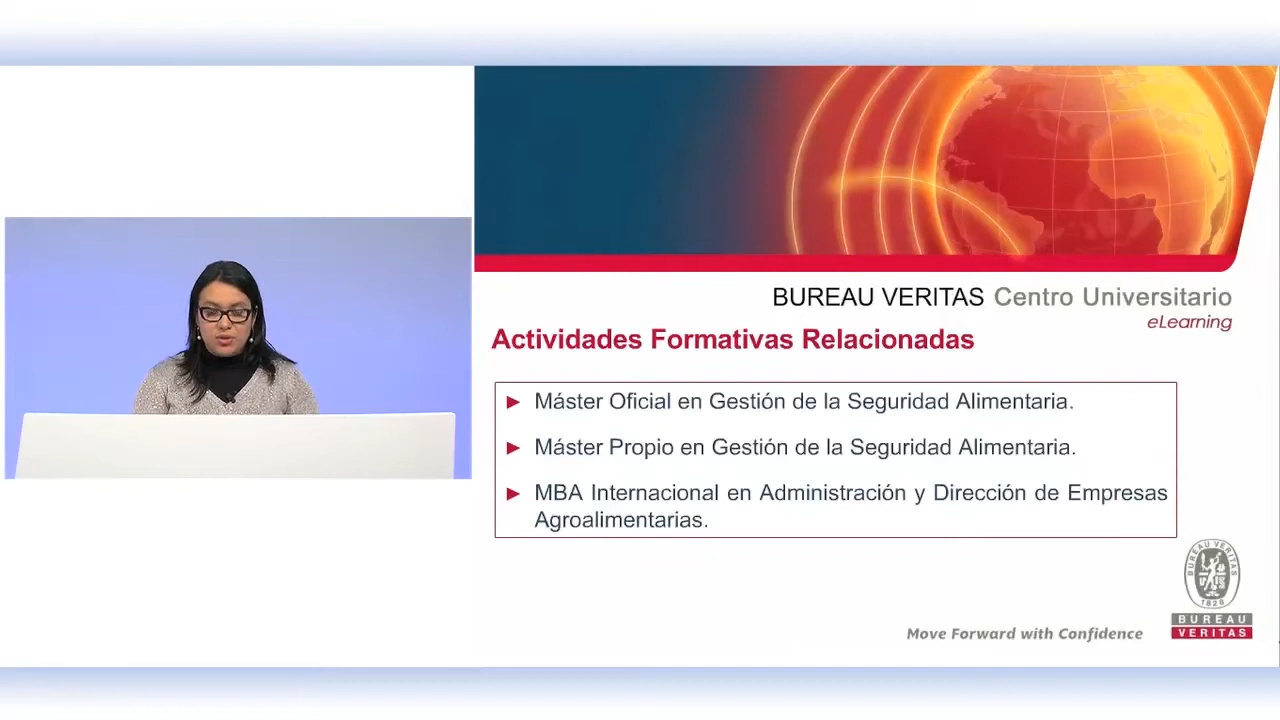 BUREAU VERITAS Centro Universitario
eLearning
Actividades Formativas Relacionadas
► Máster Oficial en Gestión de la Seguridad Alimentaria.
► Máster Propio en Gestión de la Seguridad Alimentaria.
► MBA Internacional en Administración y Dirección de Empresas
Agroalimentarias.
BUREAU VERITAS
1828
Move Forward with Confidence
BUREAU
VERITAS